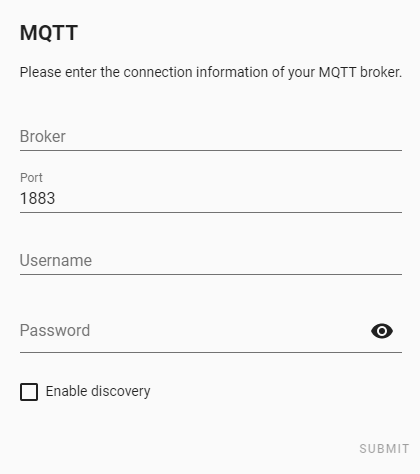 MQTT
Please enter the connection information of your MQTT broker.
Broker
Port
1883
Username
Password
Enable discovery
SUBMIT